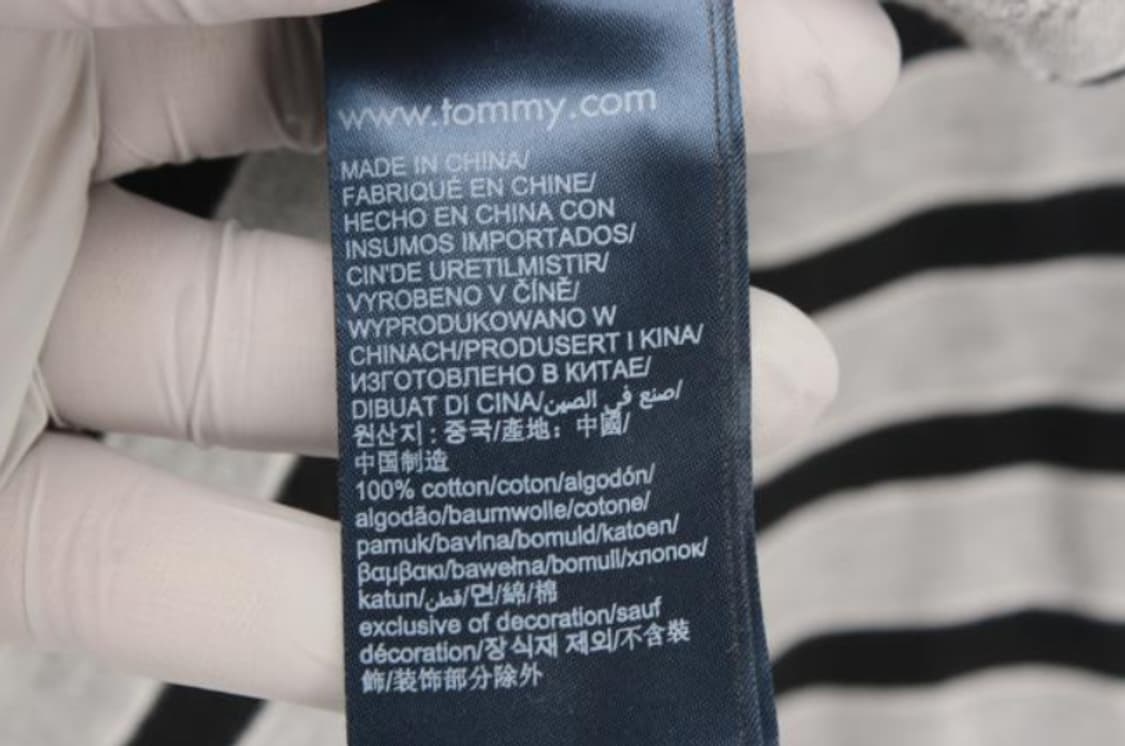 www.tommy.com
MADE IN CHINA/
FABRIQUÉ EN CHINE/
HECHO EN CHINA CON
INSUMOS IMPORTADOS/
CIN'DE URETILMISTIR/
VYROBENO V ČÍNĚ/
WYPRODUKOWANO W
CHINACH/PRODUSERT I KINA/
ИЗГОТОВЛЕНО В КИТАЕ/
DIBUAT DI CINA/صنع في الصين/
원산지 : 중국/產地：中國/
中国制造
100% cotton/coton/algodón/
algodão/baumwolle/cotone/
pamuk/bavlna/bomuld/katoen/
βαμβακι/bawełna/bomull/хлопок/
katun/قطن/면/綿/棉
exclusive of decoration/sauf
décoration/장식재 제외/不含裝
飾/装饰部分除外